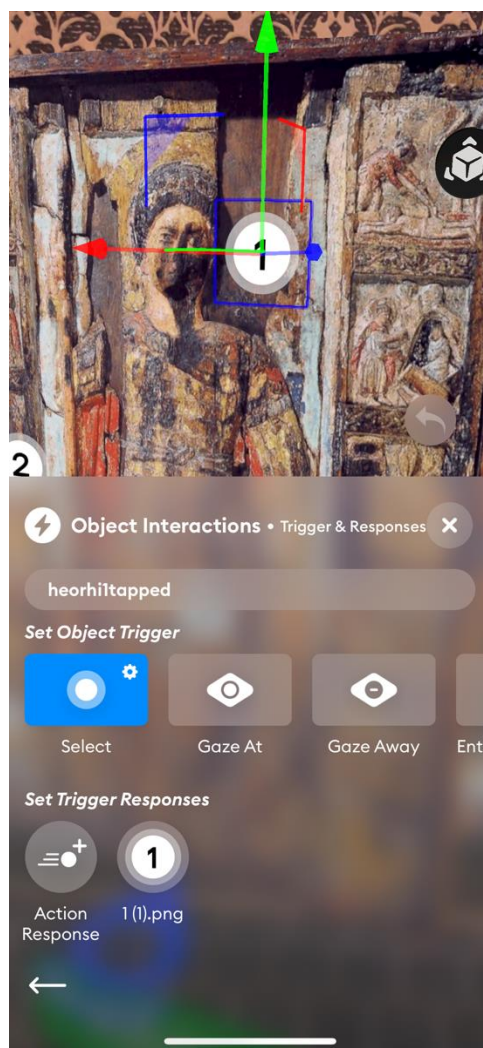 1
2
Object Interactions • Trigger & Responses
heorhi1tapped
Set Object Trigger
Select
Gaze At
Gaze Away
Ent
Set Trigger Responses
1
Action
Response
1 (1).png